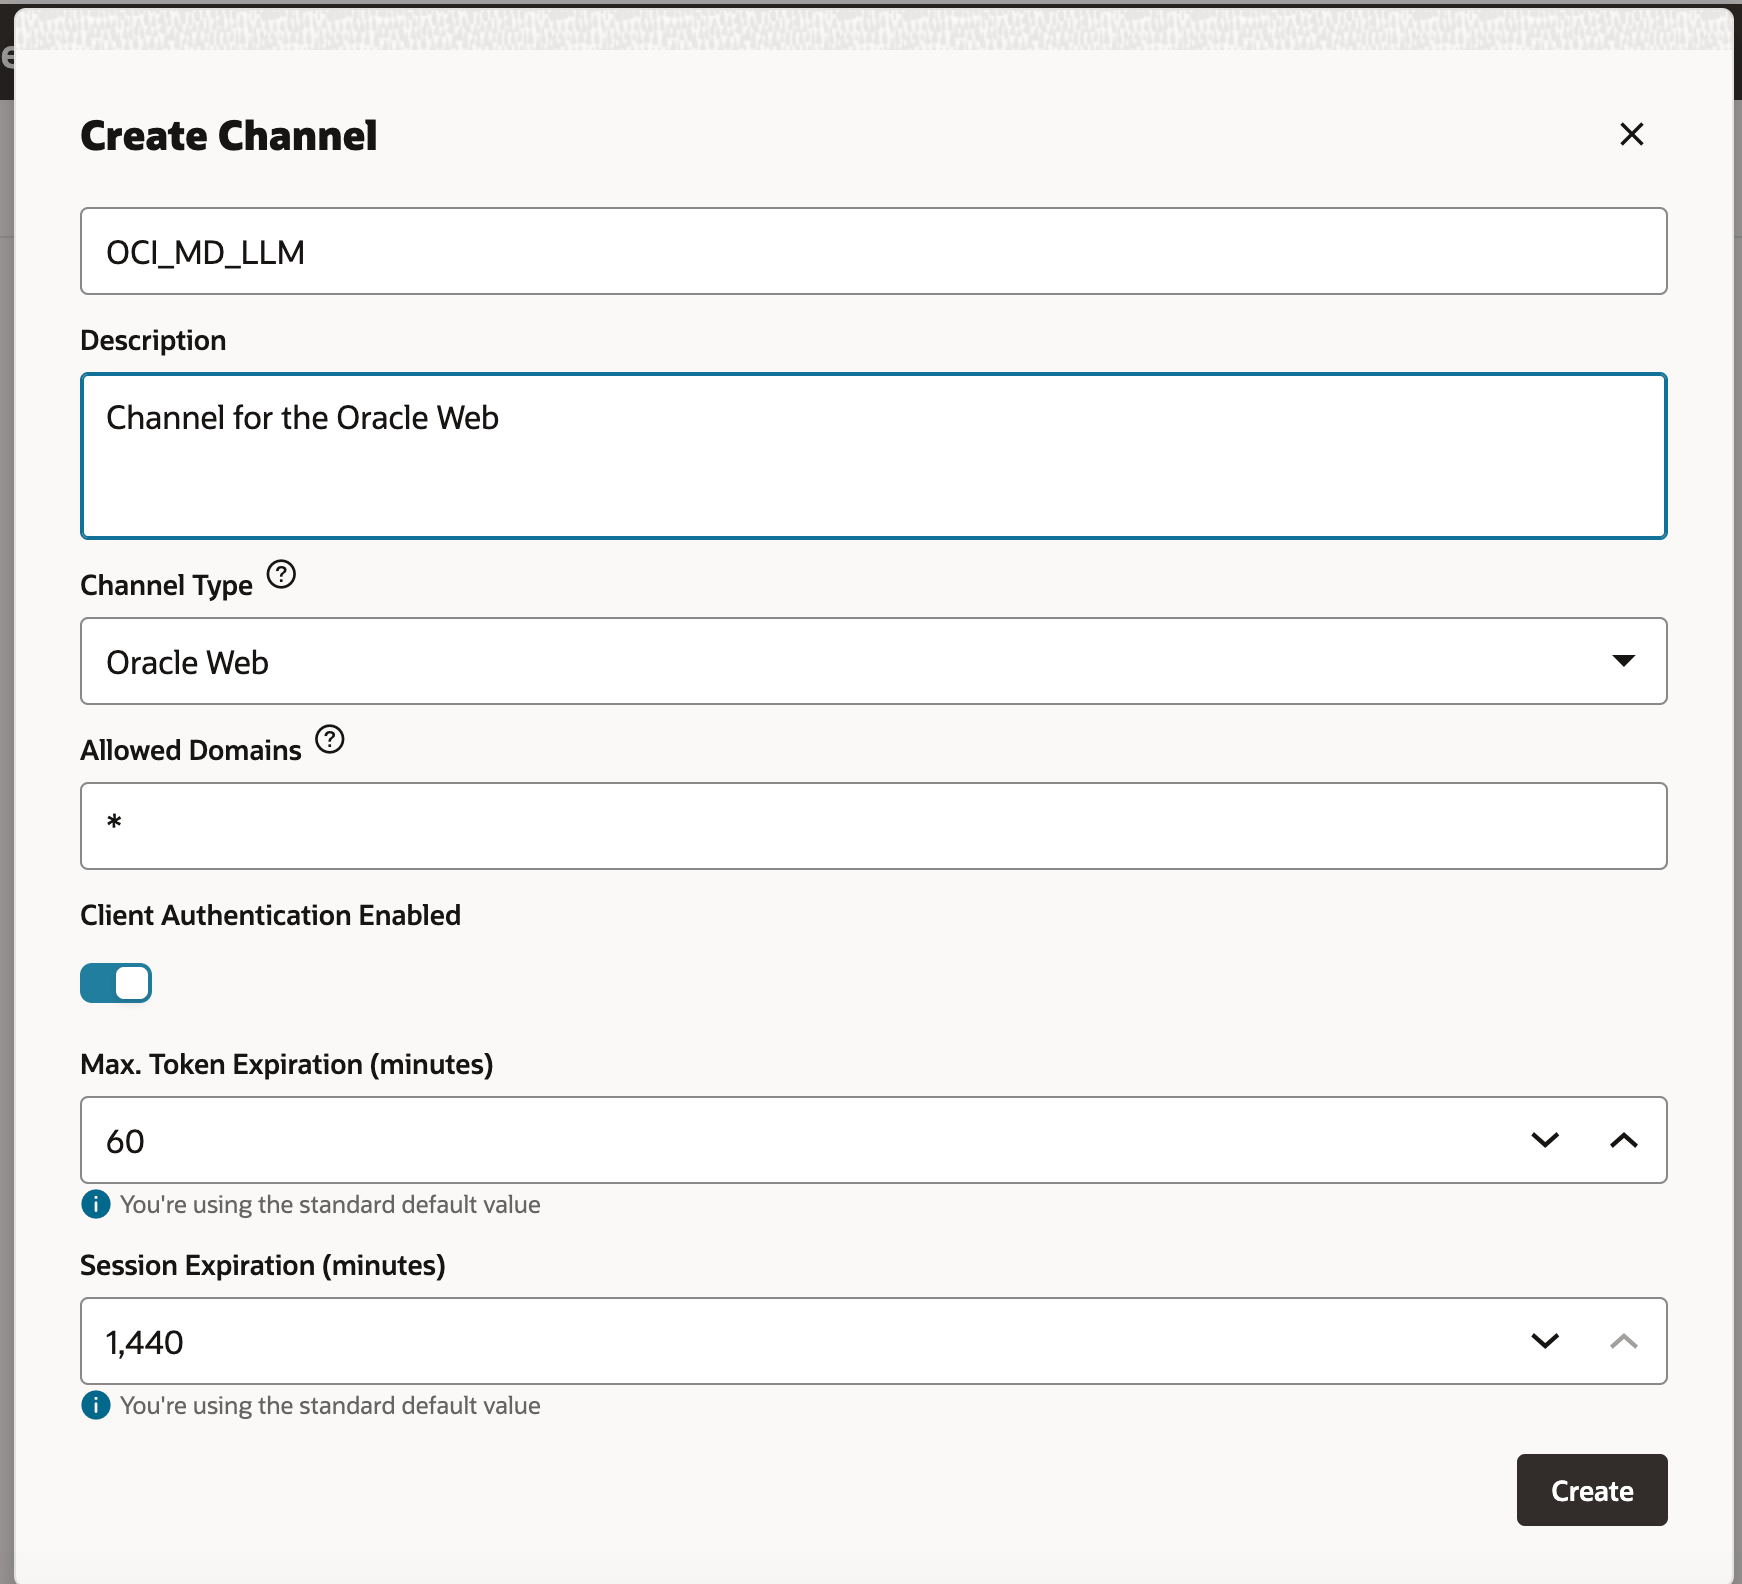 Create Channel
OCI_MD_LLM
Description
Channel for the Oracle Web
Channel Type
Oracle Web
Allowed Domains
*
Client Authentication Enabled
Max. Token Expiration (minutes)
60
You're using the standard default value
Session Expiration (minutes)
1,440
You're using the standard default value
Create